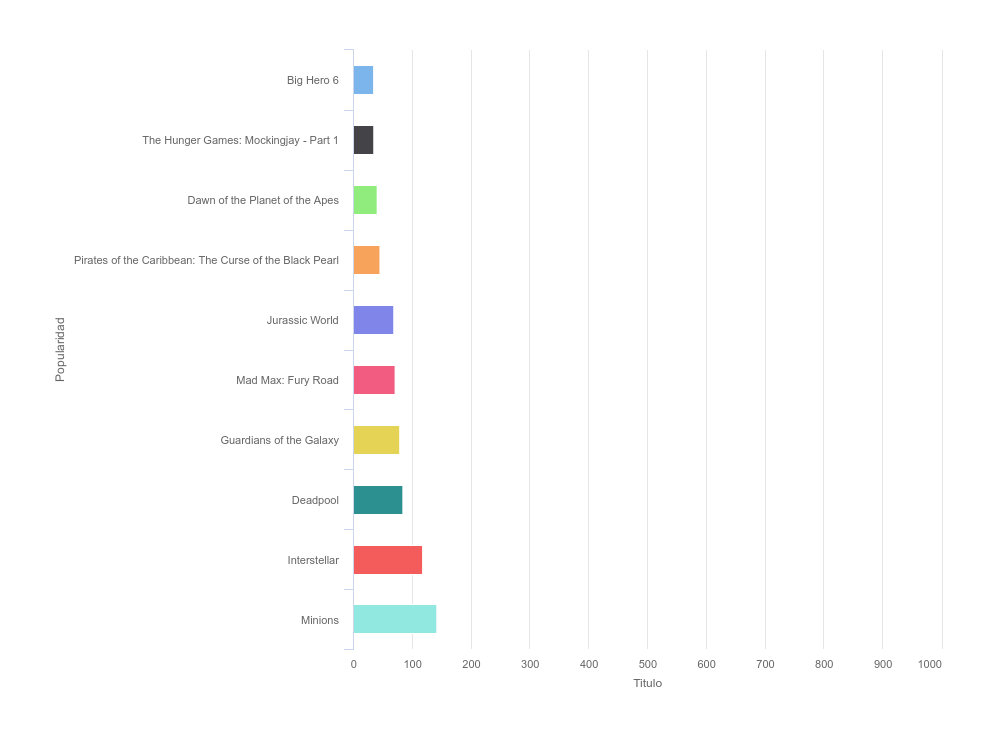 Big Hero 6
The Hunger Games: Mockingjay - Part 1
Dawn of the Planet of the Apes
Pirates of the Caribbean: The Curse of the Black Pearl
Jurassic World
Popularidad
Mad Max: Fury Road
Guardians of the Galaxy
Deadpool
Interstellar
Minions
0 100 200 300 400 500 600 700 800 900 1000
Titulo